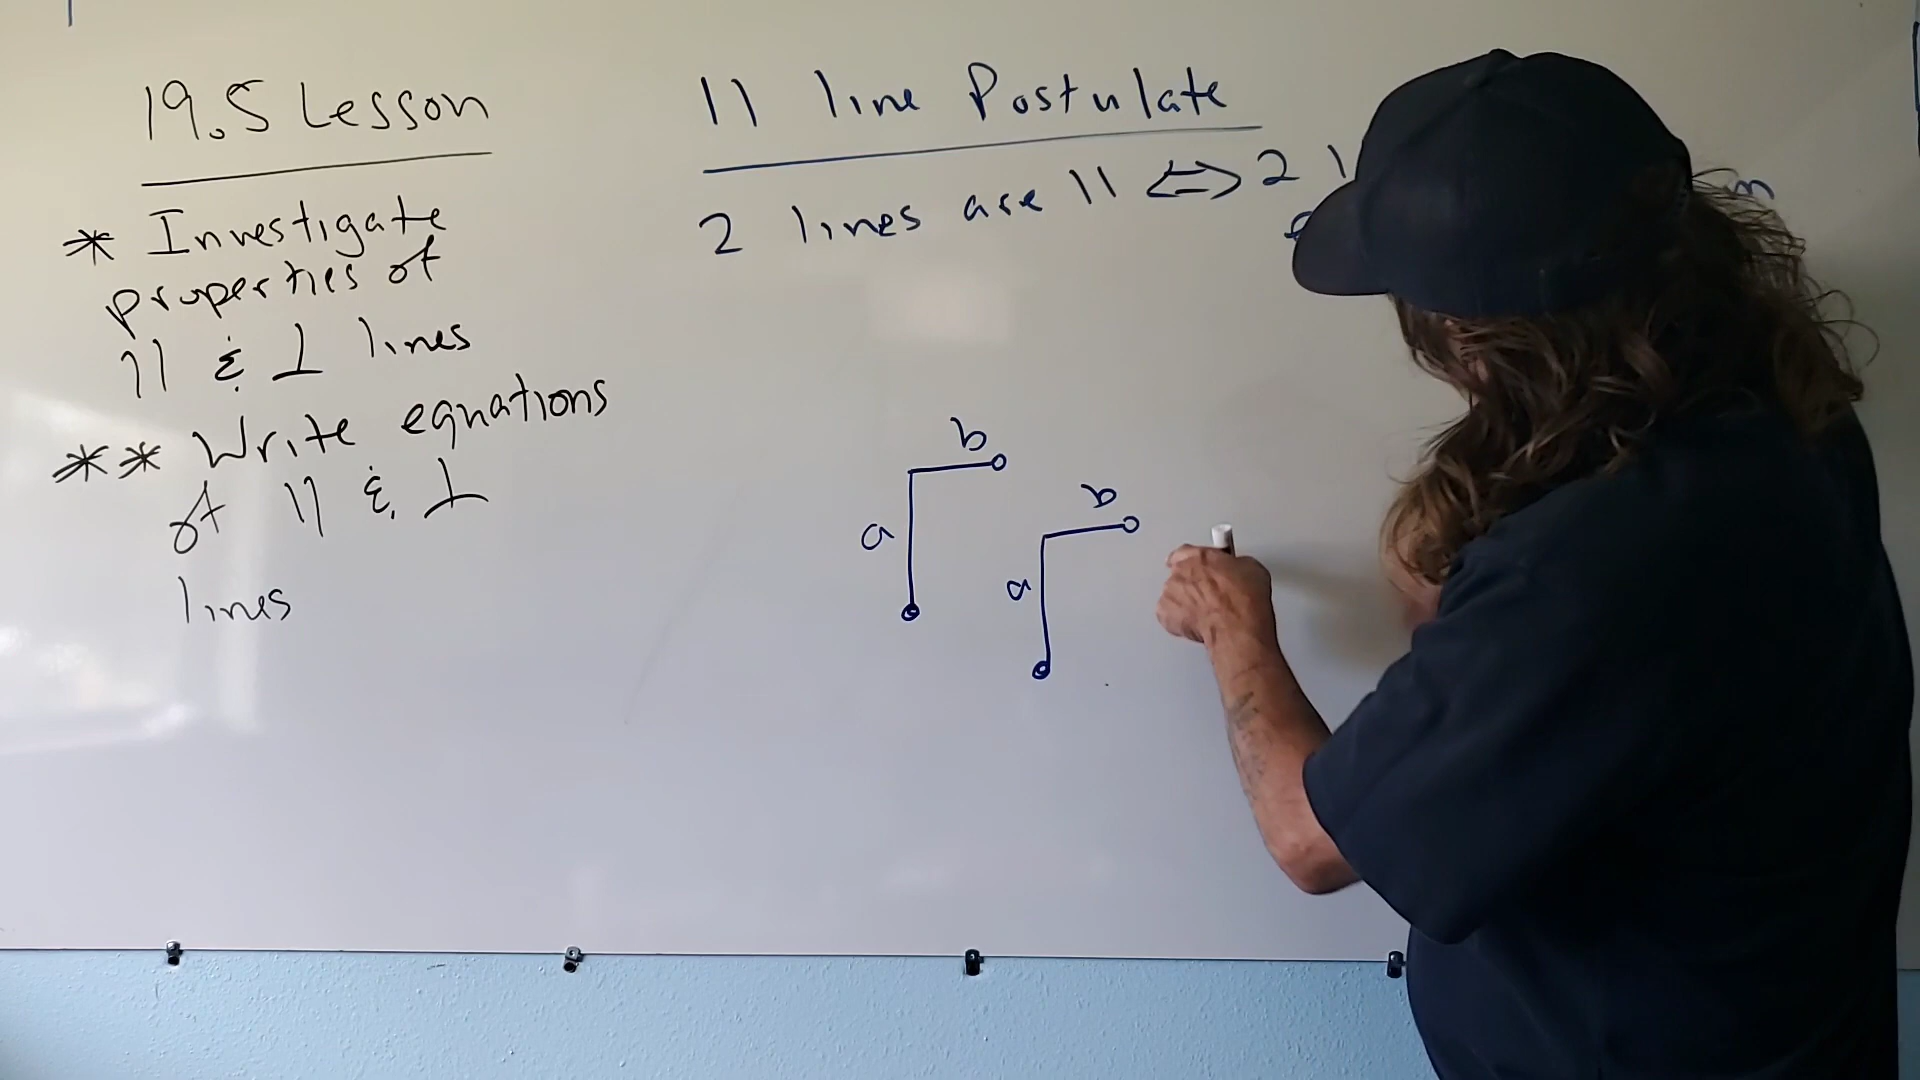 19.5 Lesson
* Investigate
properties of
|| & ⊥ lines
** Write equations
of || & ⊥
lines
|| line Postulate
2 lines are || <=> 2 l
b
a
b
a